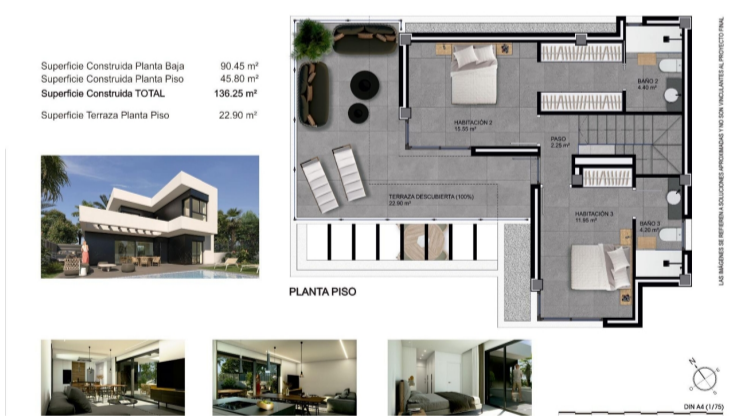 Superficie Construida Planta Baja 90.45 m²
Superficie Construida Planta Piso 45.80 m²
Superficie Construida TOTAL 136.25 m²
Superficie Terraza Planta Piso 22.90 m²
BAÑO 2
4.40 m²
HABITACIÓN 2
15.50 m²
PASO
2.25 m²
TERRAZA DESCUBIERTA (100%)
22.90 m²
HABITACIÓN 3
11.90 m²
BAÑO 3
4.20 m²
PLANTA PISO
LAS IMÁGENES SE REFIEREN A SOLUCIONES APROXIMADAS Y NO SON VINCULANTES AL PROYECTO FINAL
N
DIN A4 (1/75)